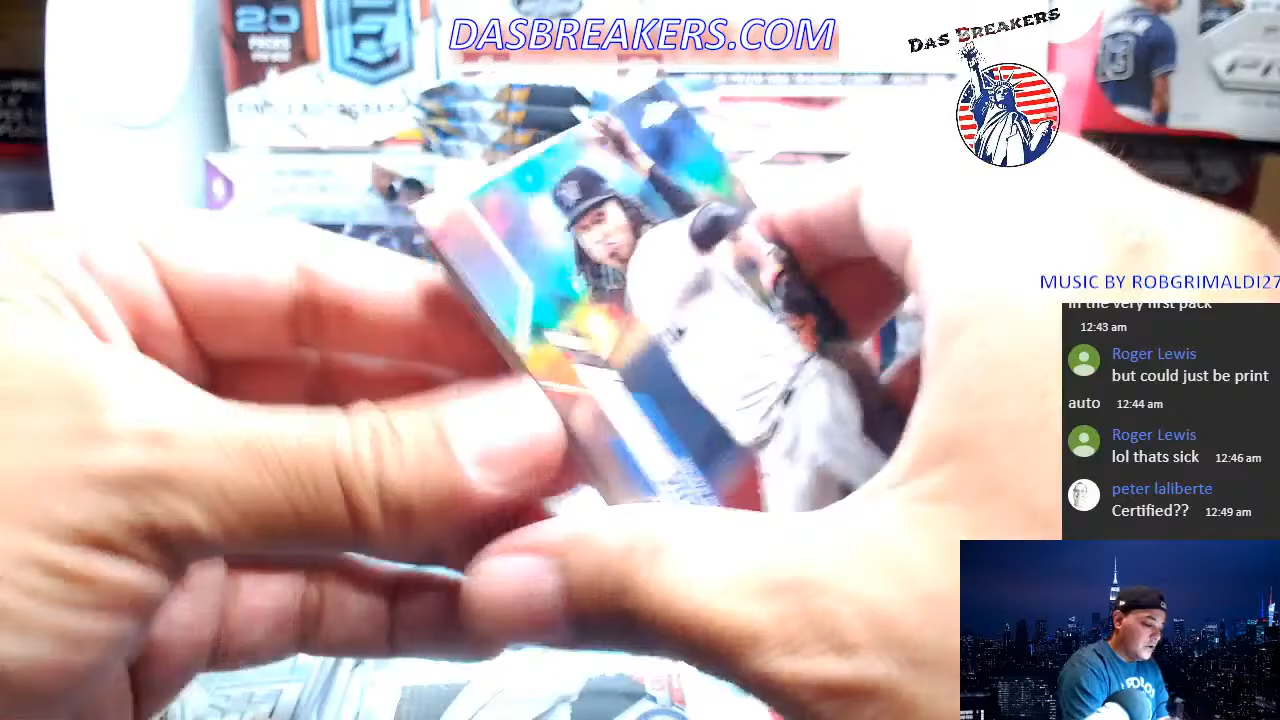 20
PACKS
DASBREAKERS.COM
DAS BREAKERS
MUSIC BY ROBGRIMALDI27
in the very first pack
12:43 am
Roger Lewis
but could just be print
auto 12:44 am
Roger Lewis
lol thats sick 12:46 am
peter laliberte
Certified?? 12:49 am